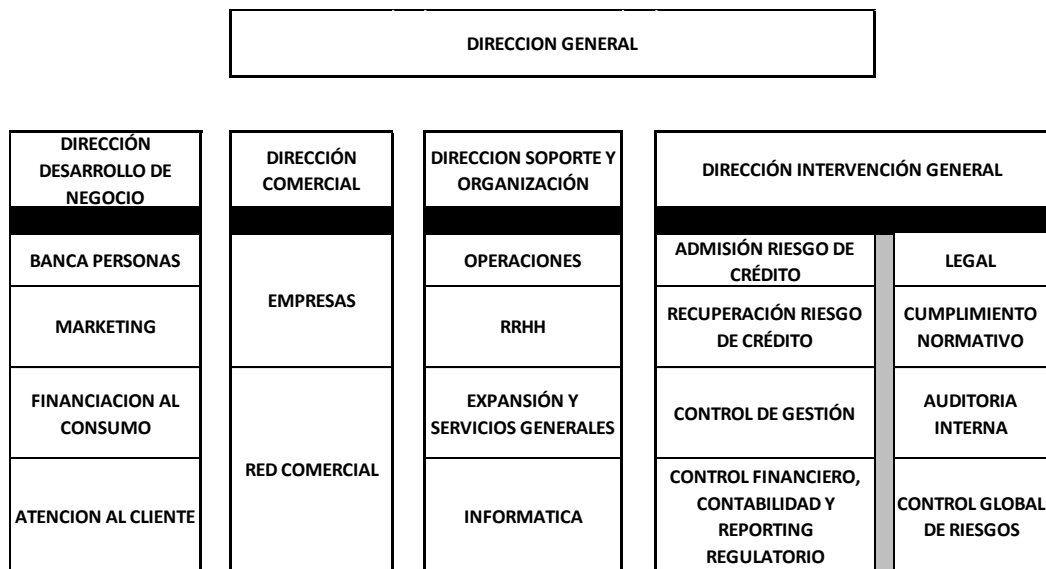 DIRECCION GENERAL
DIRECCIÓN
DESARROLLO DE
NEGOCIO
BANCA PERSONAS
MARKETING
FINANCIACION AL
CONSUMO
ATENCION AL CLIENTE
DIRECCIÓN
COMERCIAL
EMPRESAS
RED COMERCIAL
DIRECCION SOPORTE Y
ORGANIZACIÓN
OPERACIONES
RRHH
EXPANSIÓN Y
SERVICIOS GENERALES
INFORMATICA
DIRECCIÓN INTERVENCIÓN GENERAL
ADMISIÓN RIESGO DE
CRÉDITO
RECUPERACIÓN RIESGO
DE CRÉDITO
CONTROL DE GESTIÓN
CONTROL FINANCIERO,
CONTABILIDAD Y
REPORTING
REGULATORIO
LEGAL
CUMPLIMIENTO
NORMATIVO
AUDITORIA
INTERNA
CONTROL GLOBAL
DE RIESGOS